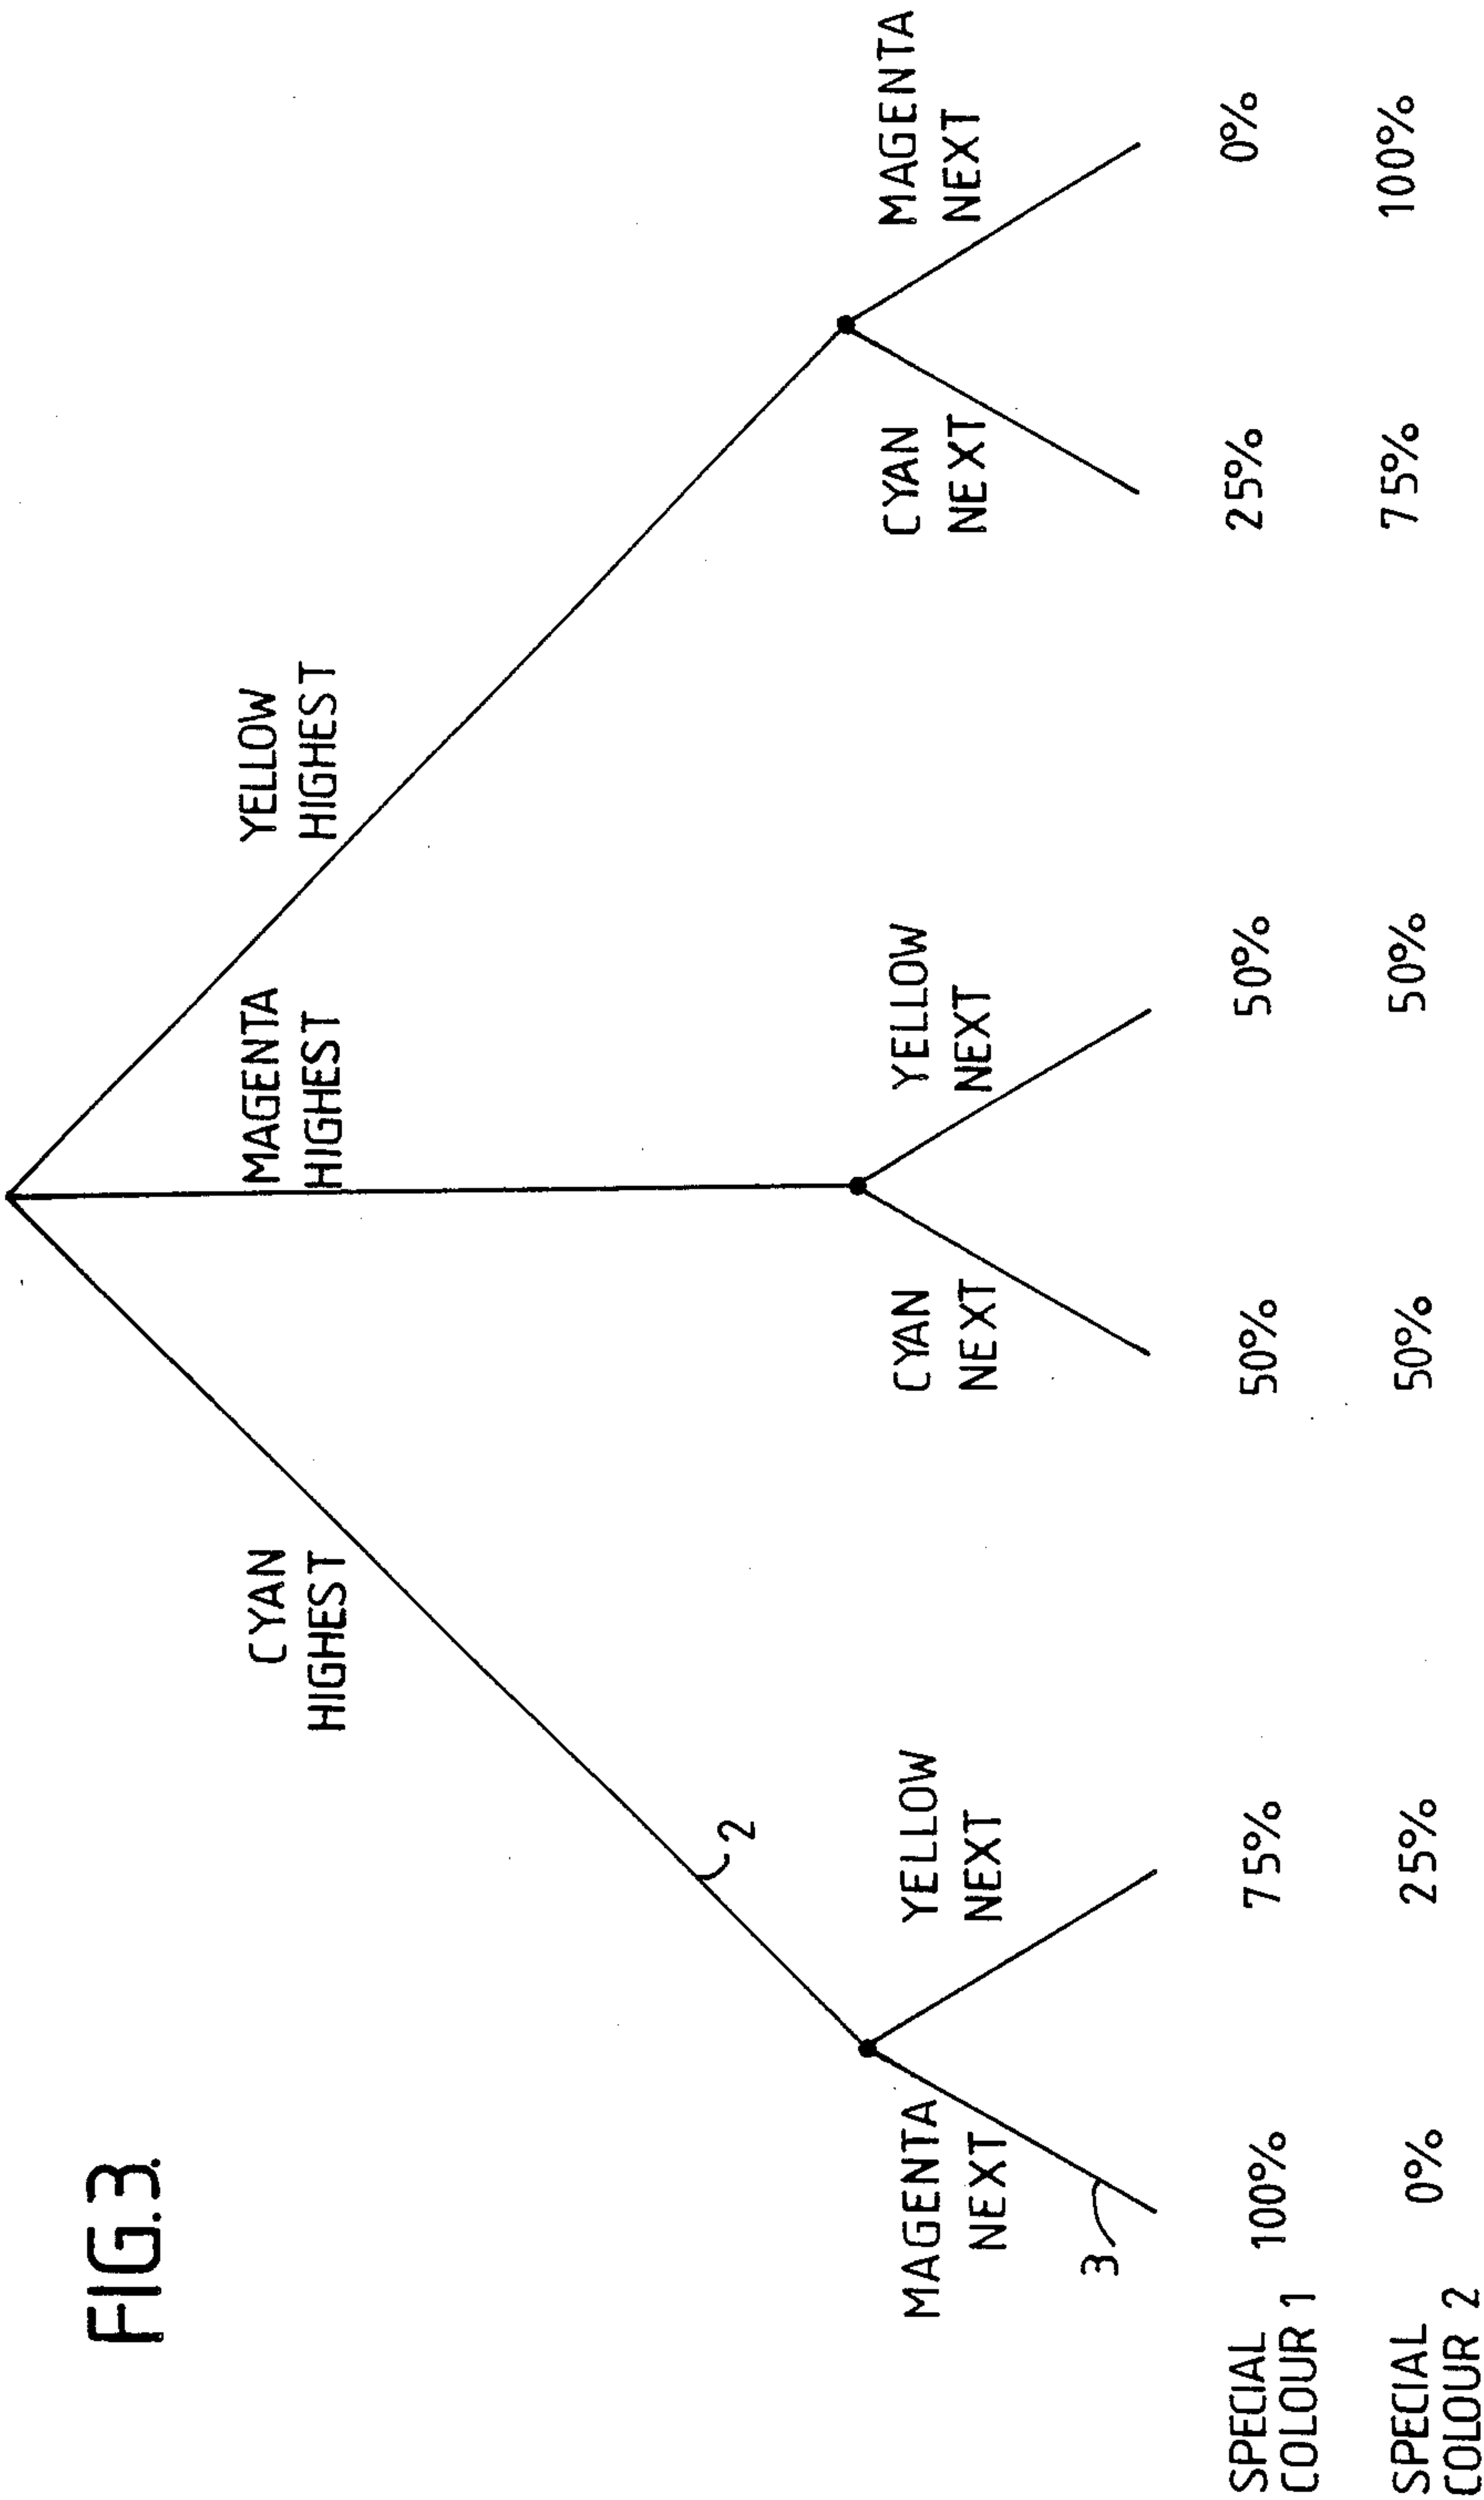 FIG.3.
CYAN
HIGHEST
MAGENTA
HIGHEST
YELLOW
HIGHEST
2
MAGENTA
NEXT
YELLOW
NEXT
CYAN
NEXT
YELLOW
NEXT
CYAN
NEXT
MAGENTA
NEXT
3
SPECIAL
COLOUR 1
100%
75%
50%
50%
25%
0%
SPECIAL
COLOUR 2
0%
25%
50%
50%
75%
100%